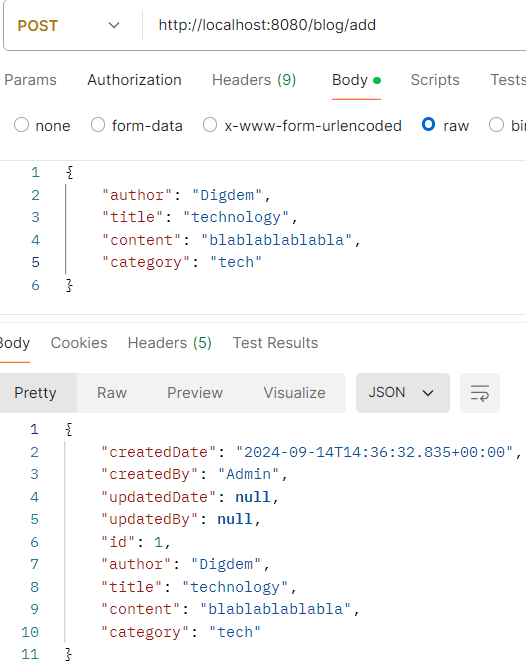 POST http://localhost:8080/blog/add
Params Authorization Headers (9) Body Scripts Tests
none form-data x-www-form-urlencoded raw
1 {
2 "author": "Digdem",
3 "title": "technology",
4 "content": "blablablablabla",
5 "category": "tech"
6 }
Body Cookies Headers (5) Test Results
Pretty Raw Preview Visualize JSON
1 {
2 "createdDate": "2024-09-14T14:36:32.835+00:00",
3 "createdBy": "Admin",
4 "updatedDate": null,
5 "updatedBy": null,
6 "id": 1,
7 "author": "Digdem",
8 "title": "technology",
9 "content": "blablablablabla",
10 "category": "tech"
11 }